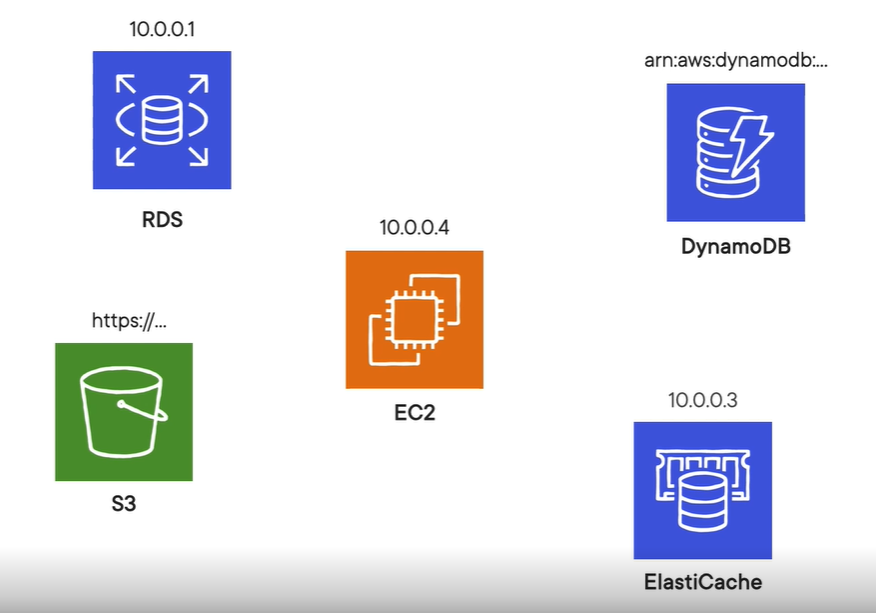 10.0.0.1
RDS
arn:aws:dynamodb:...
DynamoDB
10.0.0.4
EC2
https://...
S3
10.0.0.3
ElastiCache